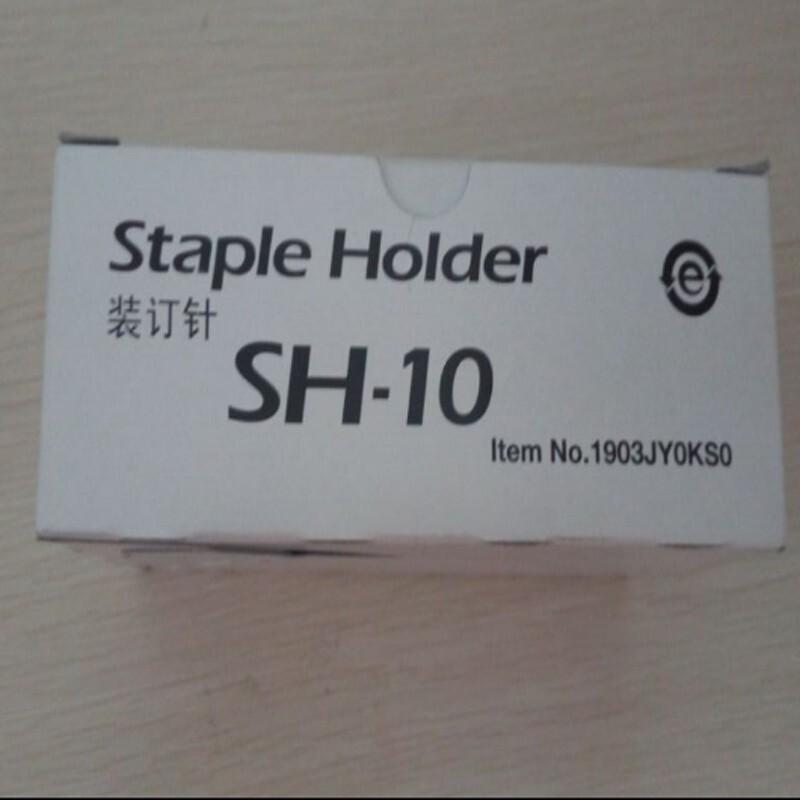 Staple Holder
装订针
SH-10
Item No.1903JY0KS0
e